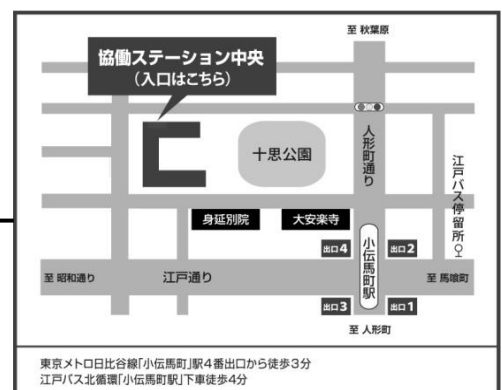 至 秋葉原
協働ステーション中央
（入口はこちら）
十思公園
人形町通り
江戸バス停留所
身延別院
大安楽寺
出口4
小伝馬町駅
出口2
至 昭和通り
江戸通り
至 馬喰町
出口3
出口1
至 人形町
東京メトロ日比谷線「小伝馬町」駅4番出口から徒歩3分
江戸バス北循環「小伝馬町駅」下車徒歩4分